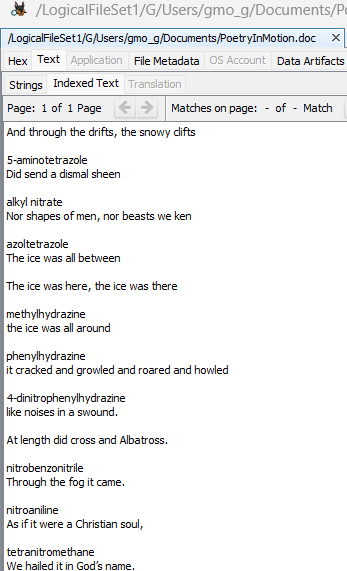 /LogicalFileSet1/G/Users/gmo_g/Documents/Po
/LogicalFileSet1/G/Users/gmo_g/Documents/PoetryInMotion.doc
Hex Text Application File Metadata OS Account Data Artifacts
Strings Indexed Text Translation
Page: 1 of 1 Page Matches on page: - of - Match
And through the drifts, the snowy clifts
5-aminotetrazole
Did send a dismal sheen
alkyl nitrate
Nor shapes of men, nor beasts we ken
azoltetrazole
The ice was all between
The ice was here, the ice was there
methylhydrazine
the ice was all around
phenylhydrazine
it cracked and growled and roared and howled
4-dinitrophenylhydrazine
like noises in a swound.
At length did cross and Albatross.
nitrobenzonitrile
Through the fog it came.
nitroaniline
As if it were a Christian soul,
tetranitromethane
We hailed it in God's name.